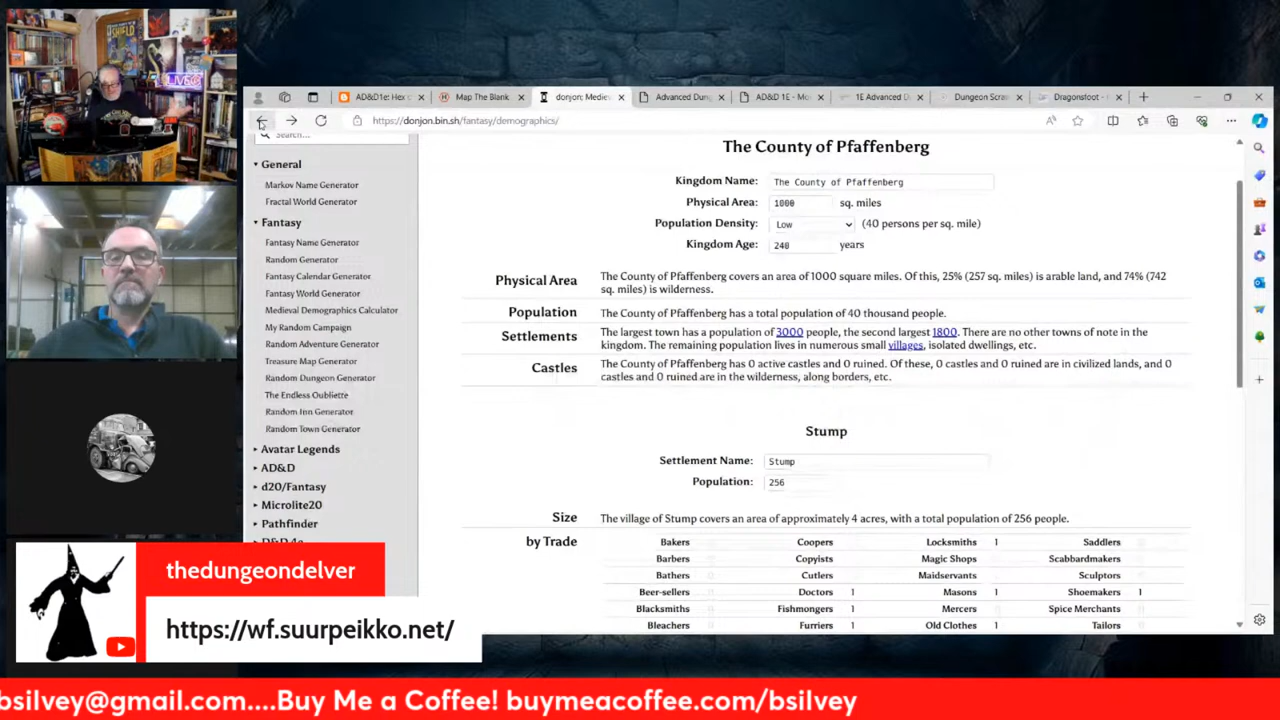 SHIELD
LIVE
AD&D1e: Hex c
Map The Blank
donjon; Mediev
Advanced Dun
AD&D 1E - Mo
1E Advanced D
Dungeon Scra
Dragonsfoot -
https://donjon.bin.sh/fantasy/demographics/
Search...
General
Markov Name Generator
Fractal World Generator
Fantasy
Fantasy Name Generator
Random Generator
Fantasy Calendar Generator
Fantasy World Generator
Medieval Demographics Calculator
My Random Campaign
Random Adventure Generator
Treasure Map Generator
Random Dungeon Generator
The Endless Oubliette
Random Inn Generator
Random Town Generator
Avatar Legends
AD&D
d20/Fantasy
Microlite20
Pathfinder
D&D 4e
The County of Pfaffenberg
Kingdom Name: The County of Pfaffenberg
Physical Area: 1000 sq. miles
Population Density: Low (40 persons per sq. mile)
Kingdom Age: 240 years
Physical Area The County of Pfaffenberg covers an area of 1000 square miles. Of this, 25% (257 sq. miles) is arable land, and 74% (742
sq. miles) is wilderness.
Population The County of Pfaffenberg has a total population of 40 thousand people.
Settlements The largest town has a population of 3000 people, the second largest 1800. There are no other towns of note in the
kingdom. The remaining population lives in numerous small villages, isolated dwellings, etc.
Castles The County of Pfaffenberg has 0 active castles and 0 ruined. Of these, 0 castles and 0 ruined are in civilized lands, and 0
castles and 0 ruined are in the wilderness, along borders, etc.
Stump
Settlement Name: Stump
Population: 256
Size The village of Stump covers an area of approximately 4 acres, with a total population of 256 people.
by Trade Bakers Coopers Locksmiths 1 Saddlers
Barbers Copyists Magic Shops Scabbardmakers
Bathers 0 Cutlers Maidservants Sculptors
Beer-sellers Doctors 1 Masons 1 Shoemakers 1
Blacksmiths Fishmongers 1 Mercers Spice Merchants
Bleachers Furriers 1 Old Clothes 1 Tailors
thedungeondelver
https://wf.suurpeikko.net/
bsilvey@gmail.com....Buy Me a Coffee! buymeacoffee.com/bsilvey